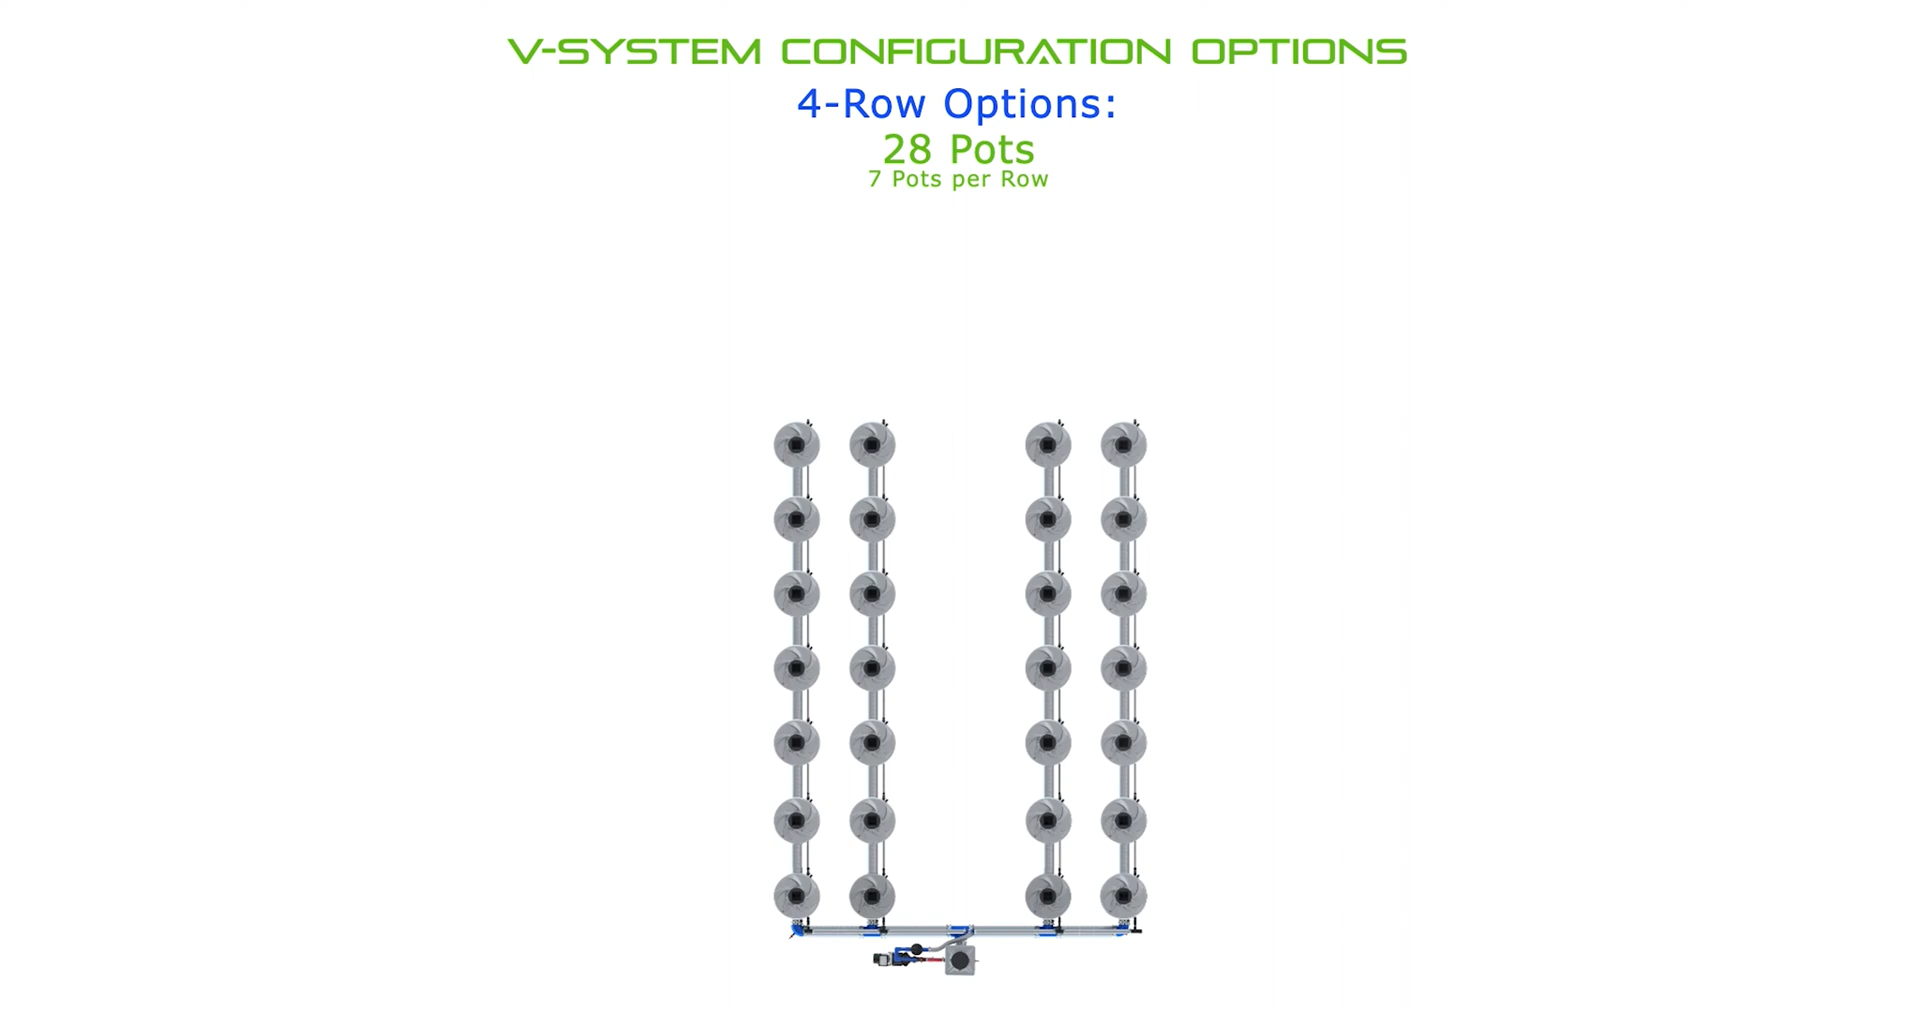 V-SYSTEM CONFIGURATION OPTIONS
4-Row Options:
28 Pots
7 Pots per Row